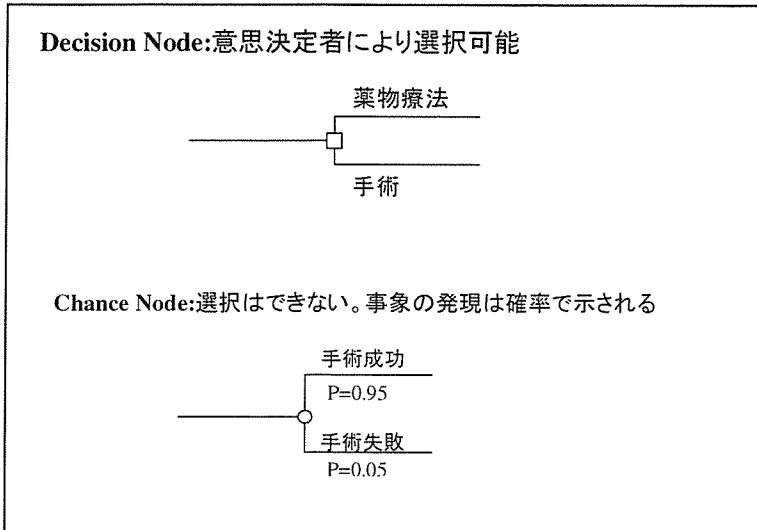 Decision Node:意思決定者により選択可能
薬物療法
手術
Chance Node:選択はできない。事象の発現は確率で示される
手術成功
P=0.95
手術失敗
P=0.05